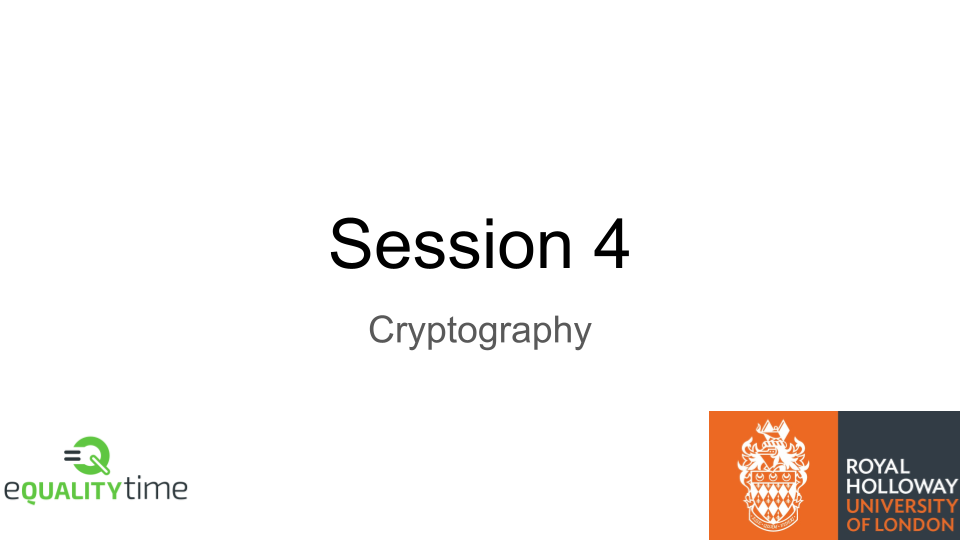 Session 4
Cryptography
eQUALITYtime
ROYAL
HOLLOWAY
UNIVERSITY
OF LONDON